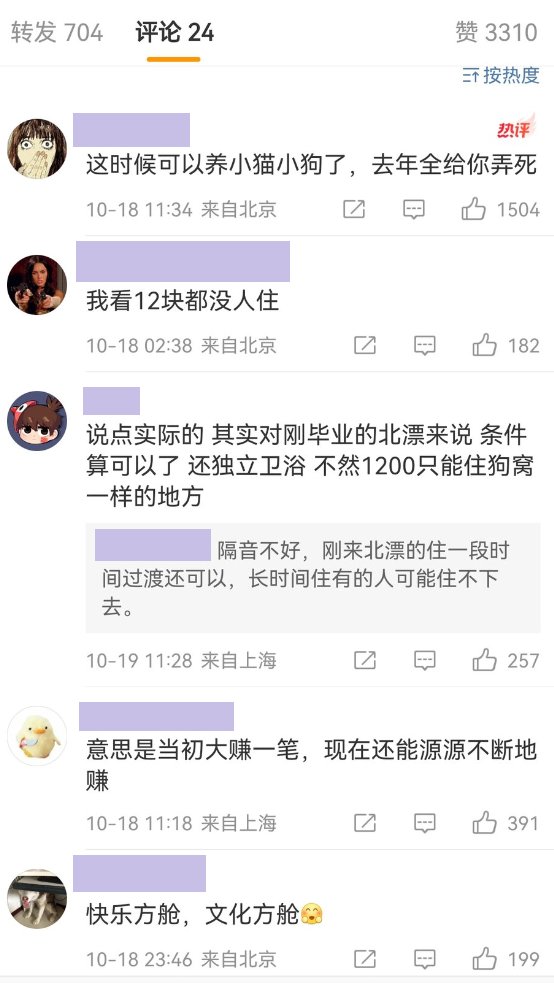 转发 704 评论 24 赞 3310
按热度
热评
这时候可以养小猫小狗了，去年全给你弄死
10-18 11:34 来自北京 1504
我看12块都没人住
10-18 02:38 来自北京 182
说点实际的 其实对刚毕业的北漂来说 条件
算可以了 还独立卫浴 不然1200只能住狗窝
一样的地方
隔音不好，刚来北漂的住一段时
间过渡还可以，长时间住有的人可能住不下
去。
10-19 11:28 来自上海 257
意思是当初大赚一笔，现在还能源源不断地
赚
10-18 11:18 来自上海 391
快乐方舱，文化方舱🤗
10-18 23:46 来自北京 199